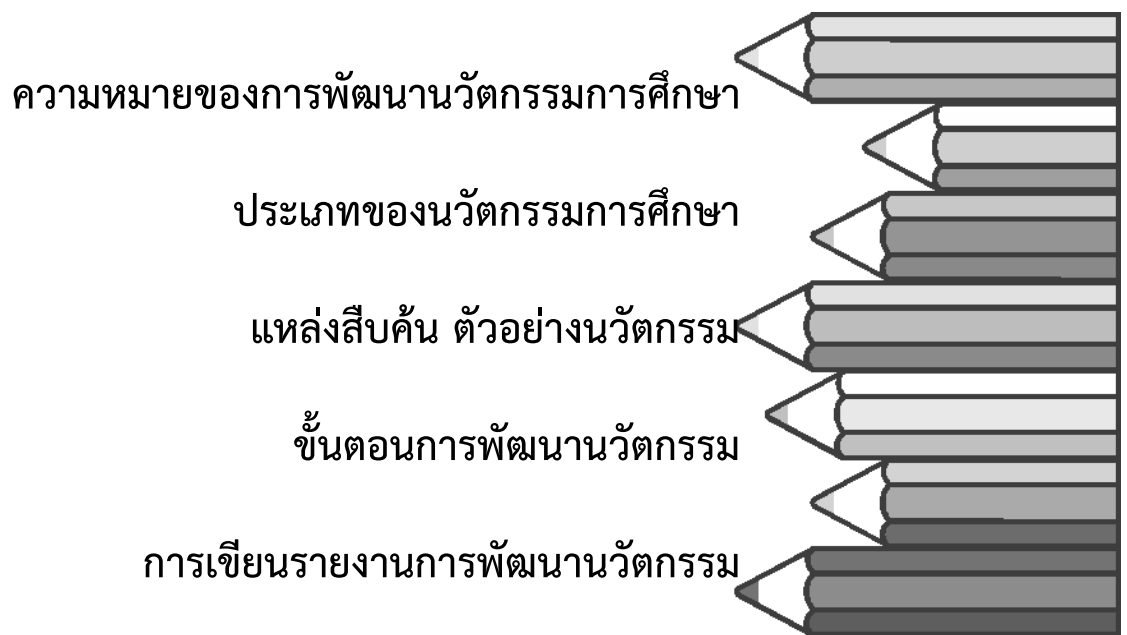 ความหมายของการพัฒนานวัตกรรมการศึกษา
ประเภทของนวัตกรรมการศึกษา
แหล่งสืบค้น ตัวอย่างนวัตกรรม
ขั้นตอนการพัฒนานวัตกรรม
การเขียนรายงานการพัฒนานวัตกรรม